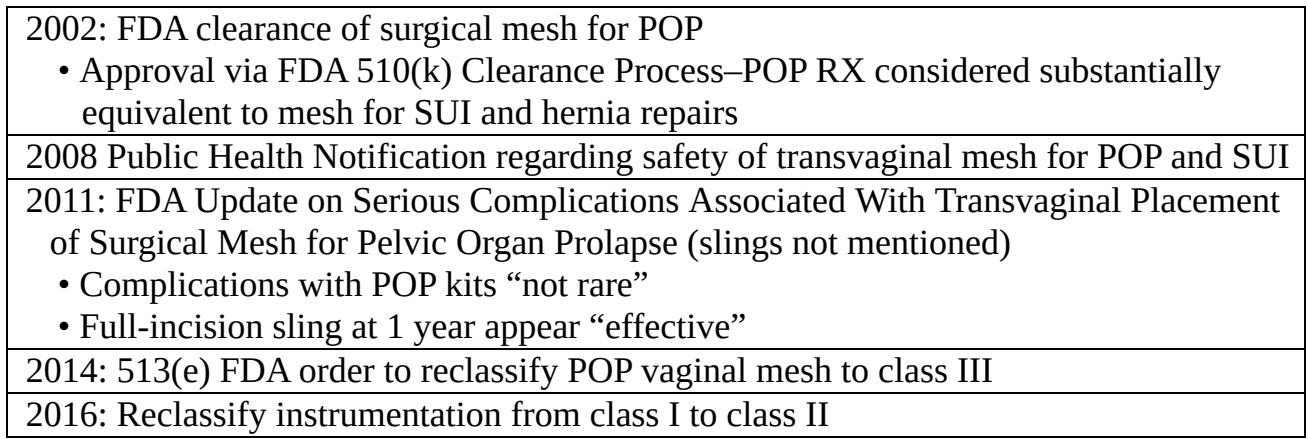 2002: FDA clearance of surgical mesh for POP
• Approval via FDA 510(k) Clearance Process–POP RX considered substantially
equivalent to mesh for SUI and hernia repairs
2008 Public Health Notification regarding safety of transvaginal mesh for POP and SUI
2011: FDA Update on Serious Complications Associated With Transvaginal Placement
of Surgical Mesh for Pelvic Organ Prolapse (slings not mentioned)
• Complications with POP kits “not rare”
• Full-incision sling at 1 year appear “effective”
2014: 513(e) FDA order to reclassify POP vaginal mesh to class III
2016: Reclassify instrumentation from class I to class II